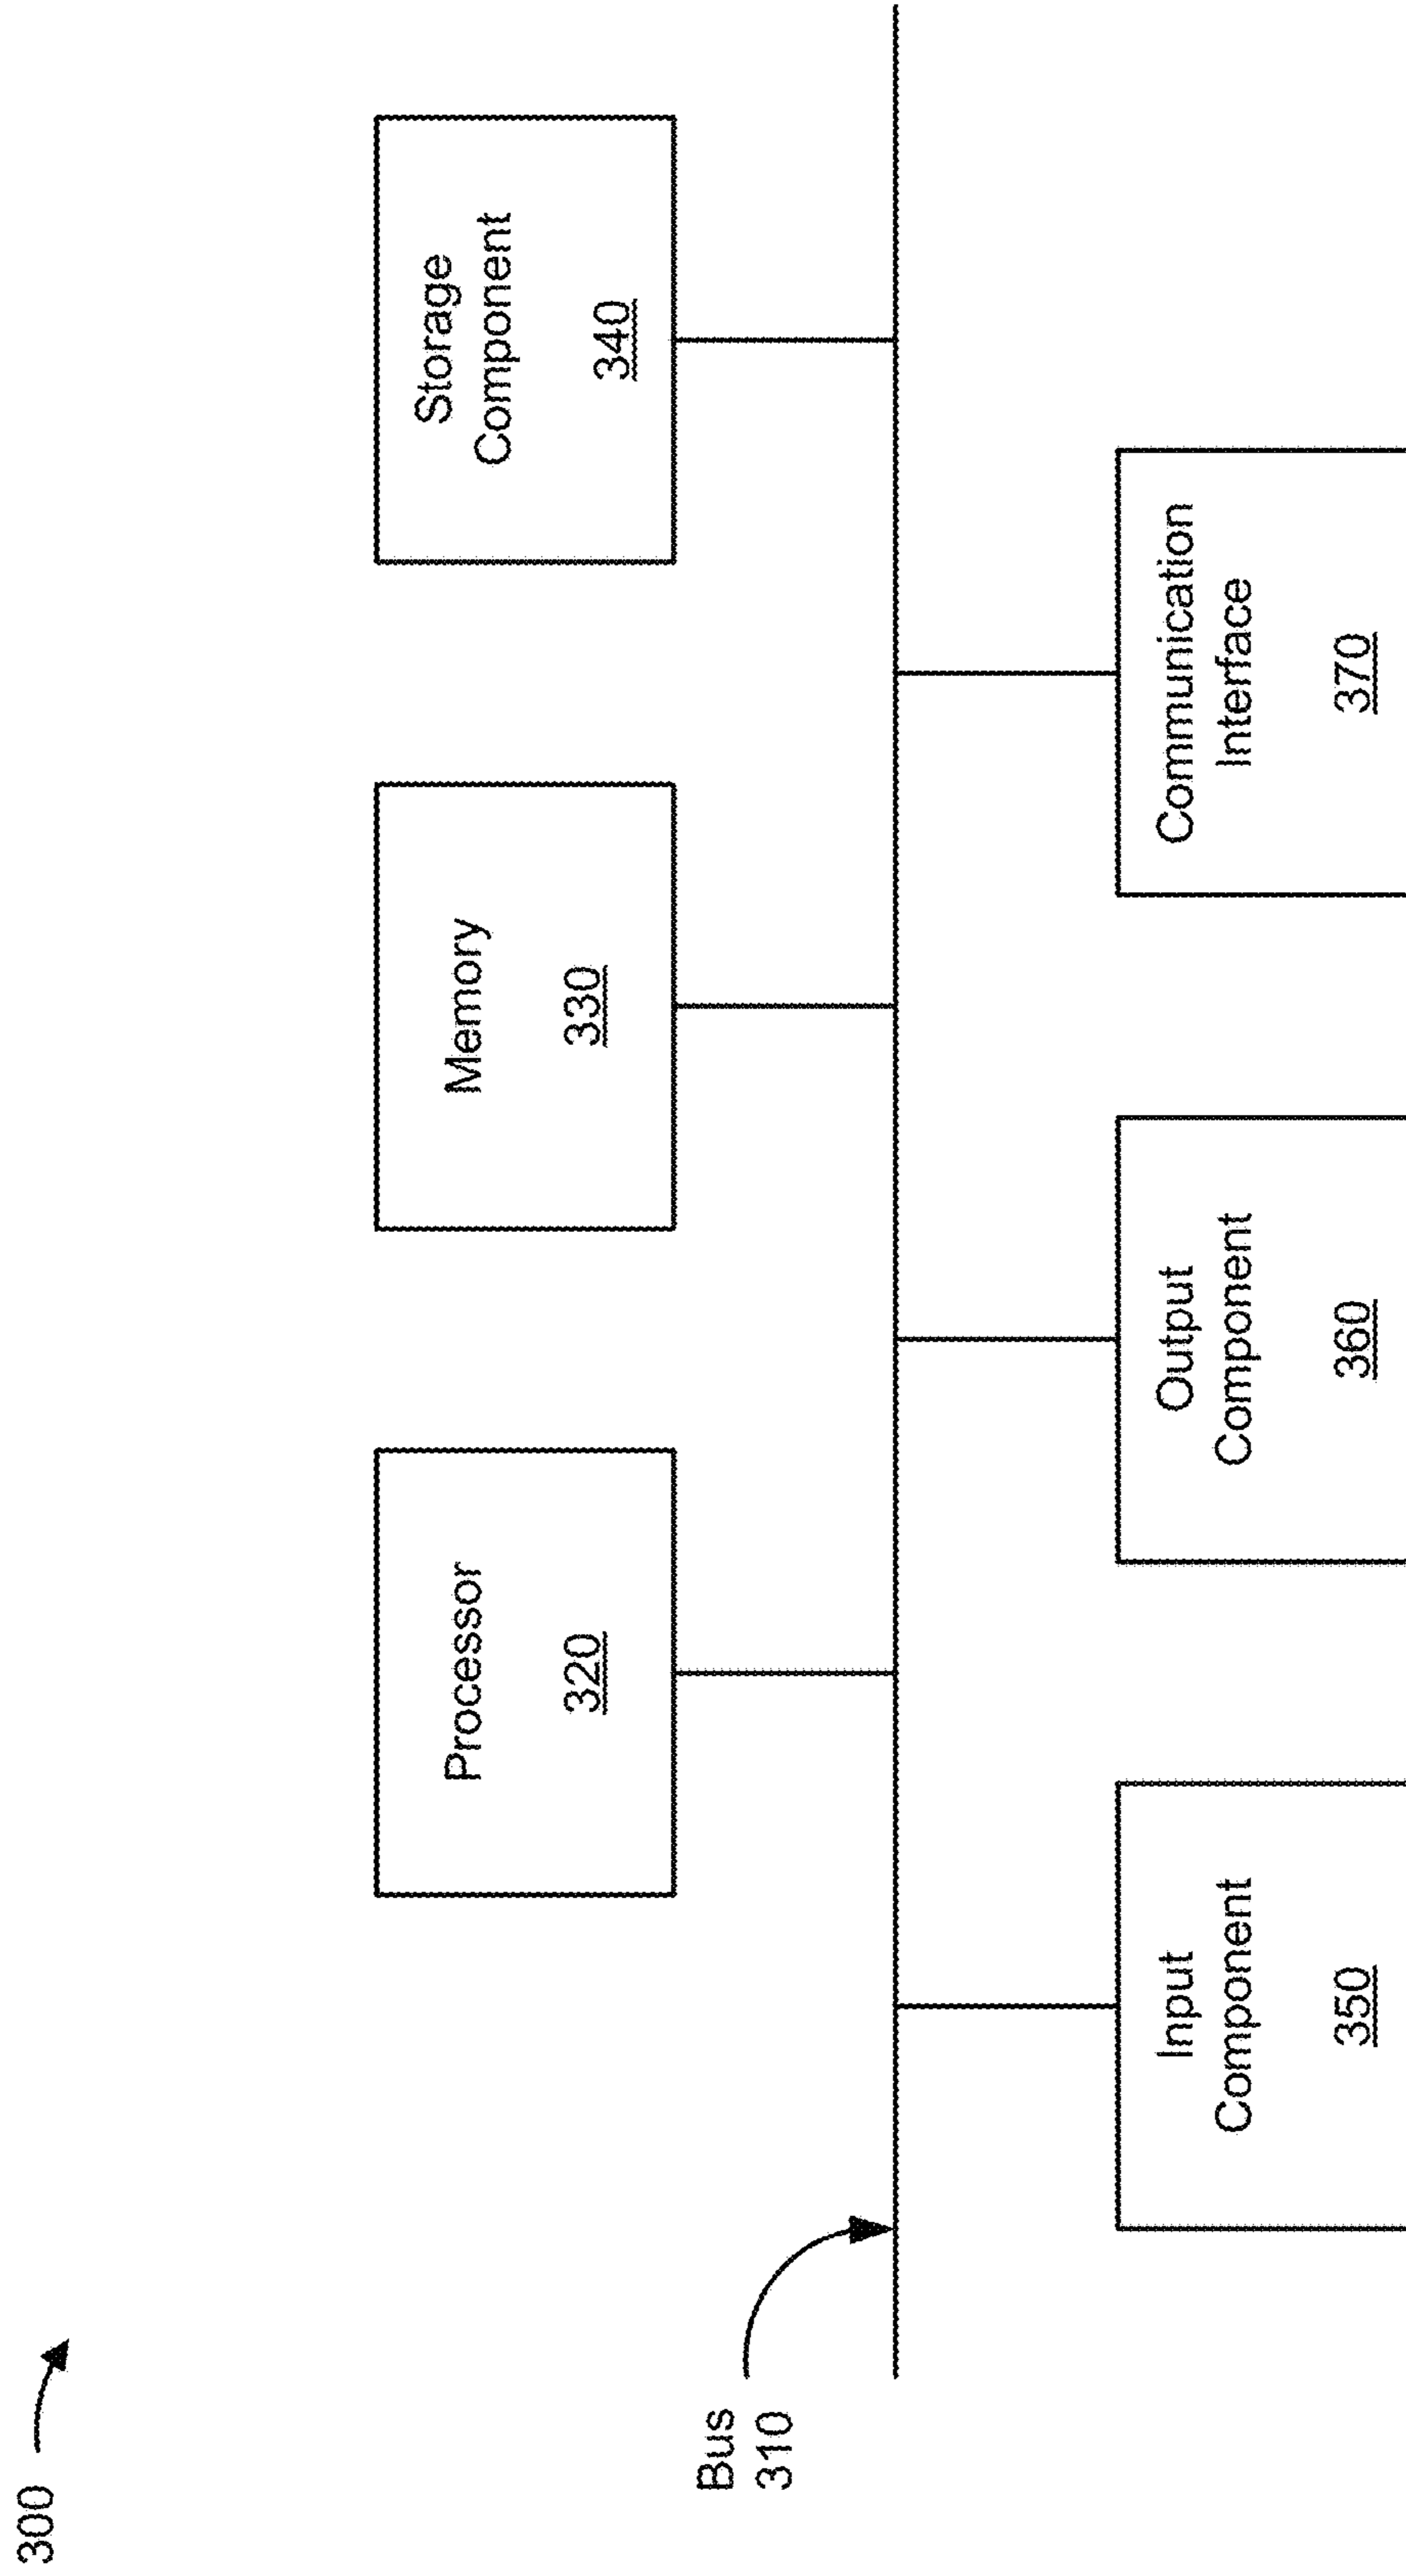 300
Processor
320
Memory
330
Storage
Component
340
Bus
310
Input
Component
350
Output
Component
360
Communication
Interface
370